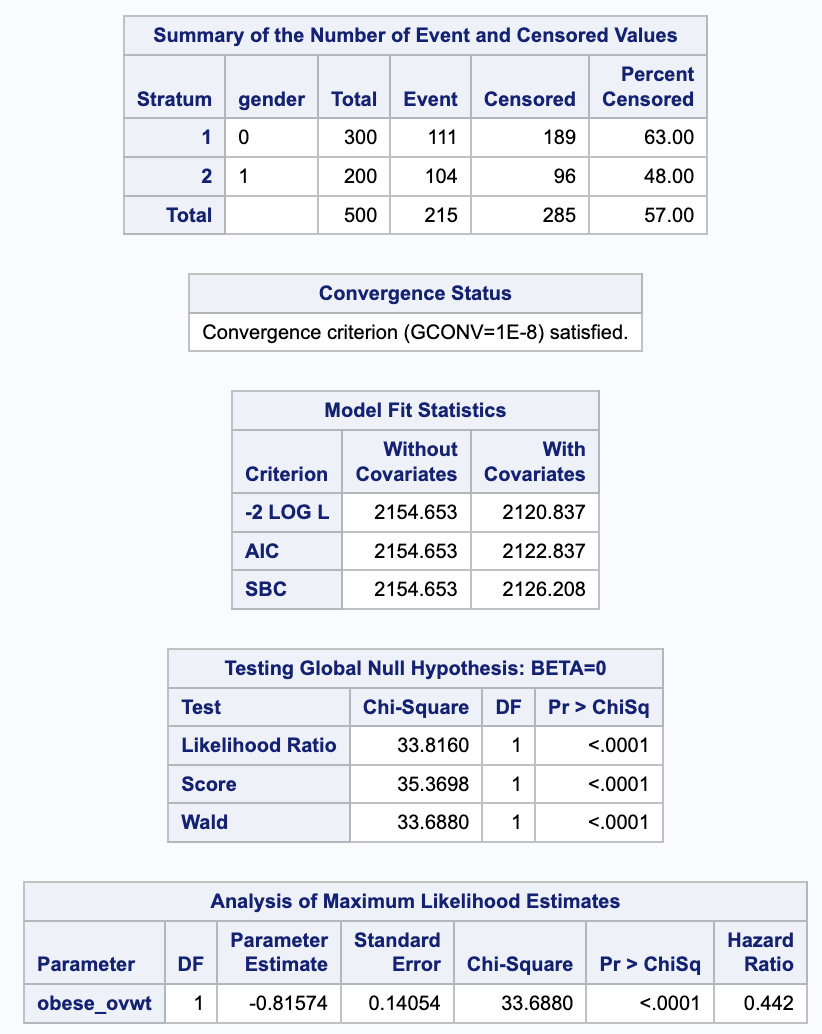 Summary of the Number of Event and Censored Values
Stratum gender Total Event Censored Percent Censored
1 0 300 111 189 63.00
2 1 200 104 96 48.00
Total 500 215 285 57.00
Convergence Status
Convergence criterion (GCONV=1E-8) satisfied.
Model Fit Statistics
Criterion Without Covariates With Covariates
-2 LOG L 2154.653 2120.837
AIC 2154.653 2122.837
SBC 2154.653 2126.208
Testing Global Null Hypothesis: BETA=0
Test Chi-Square DF Pr > ChiSq
Likelihood Ratio 33.8160 1 <.0001
Score 35.3698 1 <.0001
Wald 33.6880 1 <.0001
Analysis of Maximum Likelihood Estimates
Parameter DF Parameter Estimate Standard Error Chi-Square Pr > ChiSq Hazard Ratio
obese_ovwt 1 -0.81574 0.14054 33.6880 <.0001 0.442